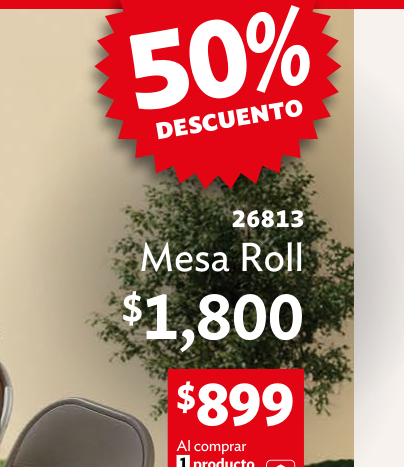 50%
DESCUENTO
26813
Mesa Roll
$1,800
$899
Al comprar
1 producto